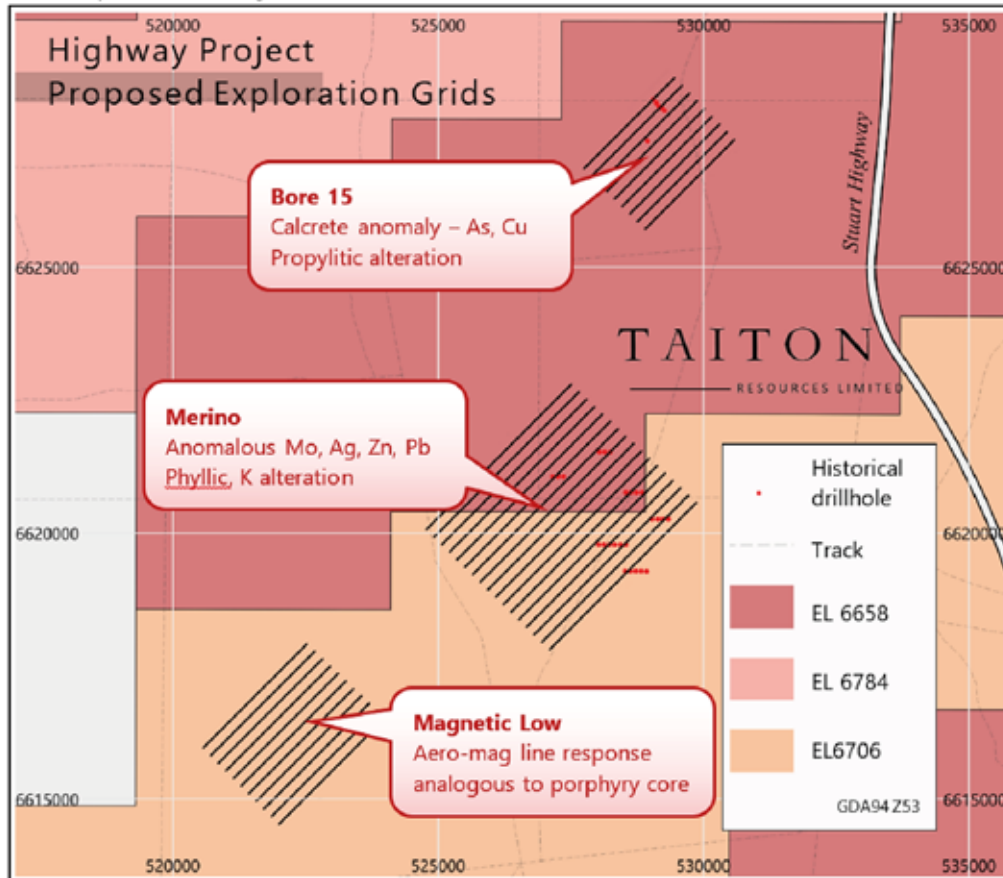 520000
525000
530000
535000
Highway Project
Proposed Exploration Grids
Stuart Highway
Bore 15
Calcrete anomaly – As, Cu
Propylitic alteration
6625000
6625000
TAITON
RESOURCES LIMITED
Merino
Anomalous Mo, Ag, Zn, Pb
Phyllic, K alteration
Historical
drillhole
6620000
6620000
Track
EL 6658
EL 6784
Magnetic Low
Aero-mag line response
analogous to porphyry core
EL6706
6615000
6615000
GDA94 Z53
520000
525000
530000
535000